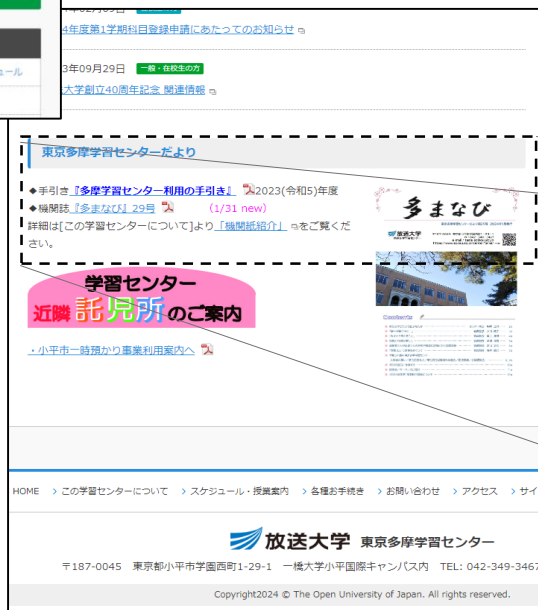 4年度第1学期科目登録申請にあたってのお知らせ
ュール
3年09月29日 一般・在校生の方
大学創立40周年記念 関連情報
東京多摩学習センターだより
◆手引き『多摩学習センター利用の手引き』 2023(令和5)年度
◆機関誌『多まなび』29号 (1/31 new)
詳細は[この学習センターについて]より「機関紙紹介」をご覧くだ
さい。
多まなび
放送大学
Contents
学習センター
近隣 託児所 のご案内
・小平市一時預かり事業利用案内へ
HOME > この学習センターについて > スケジュール・授業案内 > 各種お手続き > お問い合わせ > アクセス > サイ
放送大学 東京多摩学習センター
〒187-0045 東京都小平市学園西町1-29-1 一橋大学小平国際キャンパス内 TEL: 042-349-3467
Copyright2024 © The Open University of Japan. All rights reserved.